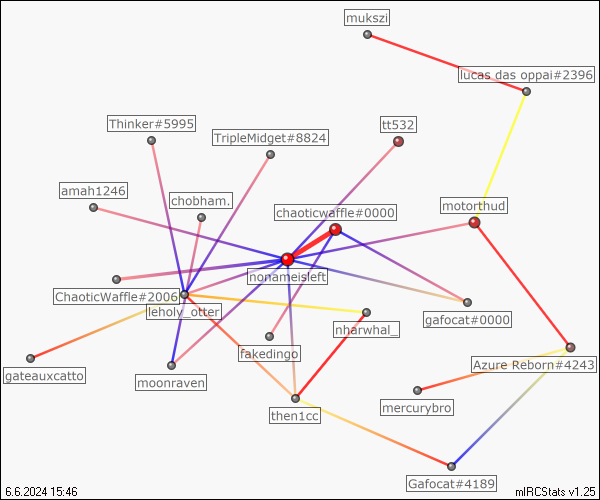 mukszi
lucas das oppai#2396
Thinker#5995
tt532
TripleMidget#8824
amah1246
chobham.
motorthud
chaoticwaffle#0000
nonameisleft
ChaoticWaffle#2006
leholy_otter
gafocat#0000
nharwhal_
fakedingo
Azure Reborn#4243
gateauxcatto
moonraven
mercurybro
then1cc
Gafocat#4189
6.6.2024 15:46
mIRCStats v1.25